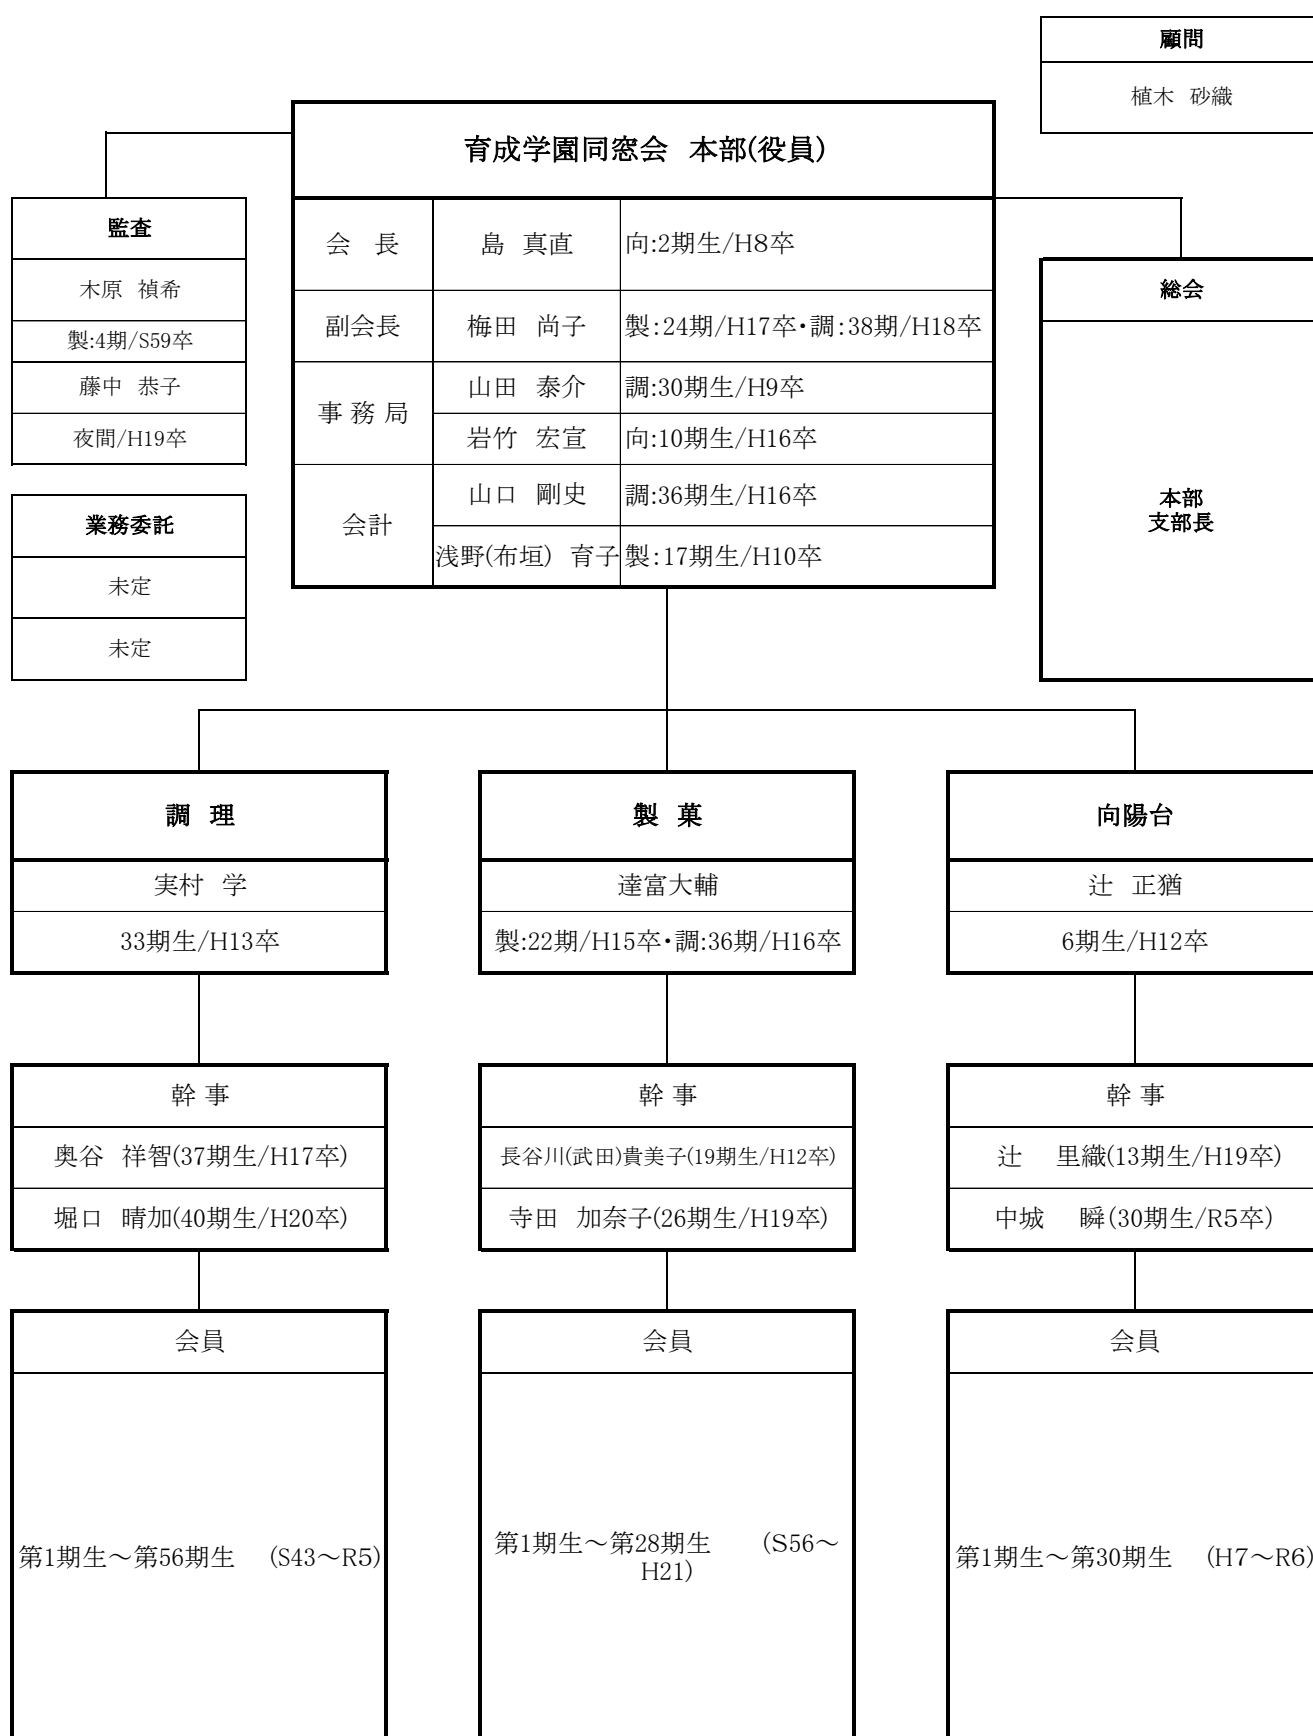 顧問
植木 砂織
育成学園同窓会 本部(役員)
会 長 島 真直 向:2期生/H8卒
副会長 梅田 尚子 製:24期/H17卒・調:38期/H18卒
事 務 局 山田 泰介 調:30期生/H9卒
岩竹 宏宣 向:10期生/H16卒
会計 山口 剛史 調:36期生/H16卒
浅野(布垣) 育子 製:17期生/H10卒
監査
木原 禎希
製:4期/S59卒
藤中 恭子
夜間/H19卒
業務委託
未定
未定
総会
本部
支部長
調 理
実村 学
33期生/H13卒
幹 事
奥谷 祥智(37期生/H17卒)
堀口 晴加(40期生/H20卒)
会員
第1期生～第56期生 (S43～R5)
製 菓
達富大輔
製:22期/H15卒・調:36期/H16卒
幹 事
長谷川(武田)貴美子(19期生/H12卒)
寺田 加奈子(26期生/H19卒)
会員
第1期生～第28期生 (S56～
H21)
向陽台
辻 正猶
6期生/H12卒
幹 事
辻 里織(13期生/H19卒)
中城 瞬(30期生/R5卒)
会員
第1期生～第30期生 (H7～R6)